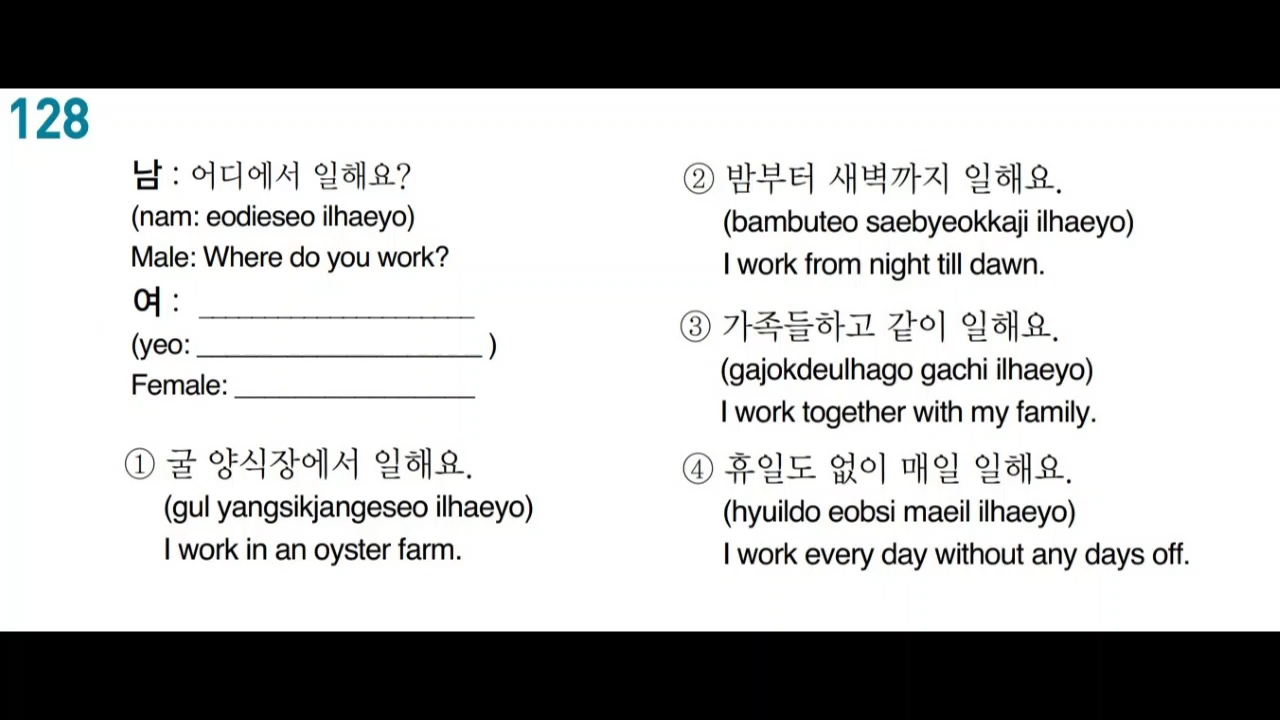 128
남 : 어디에서 일해요?
(nam: eodieseo ilhaeyo)
Male: Where do you work?
여 : ____________________
(yeo: ____________________ )
Female: ____________________
① 굴 양식장에서 일해요.
(gul yangsikjangeseo ilhaeyo)
I work in an oyster farm.
② 밤부터 새벽까지 일해요.
(bambuteo saebyeokkaji ilhaeyo)
I work from night till dawn.
③ 가족들하고 같이 일해요.
(gajokdeulhago gachi ilhaeyo)
I work together with my family.
④ 휴일도 없이 매일 일해요.
(hyuildo eobsi maeil ilhaeyo)
I work every day without any days off.